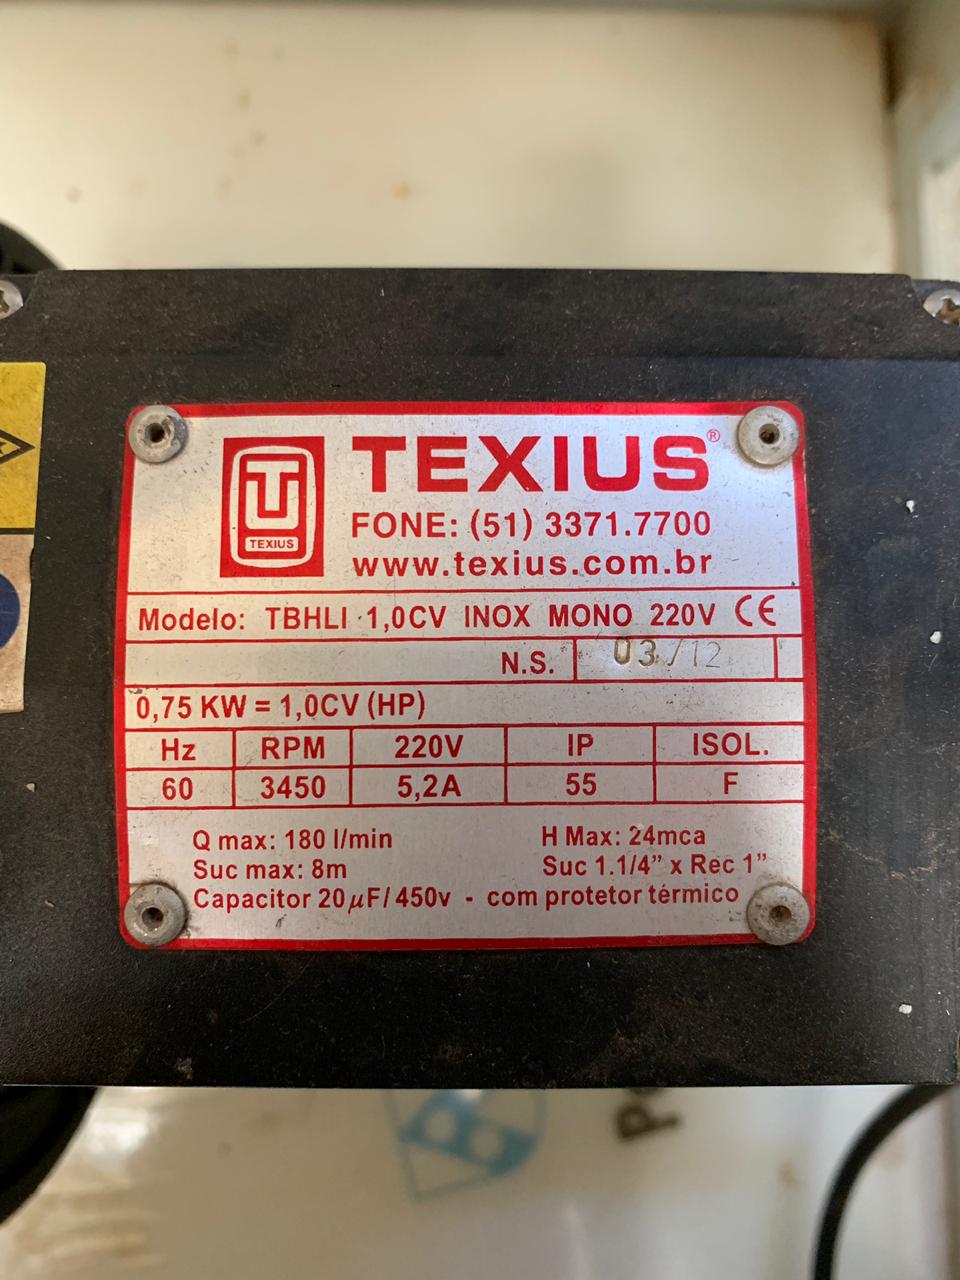 TEXIUS®
TEXIUS
FONE: (51) 3371.7700
www.texius.com.br
Modelo: TBHLI 1,0CV INOX MONO 220V CE
N.S. 03/12
0,75 KW = 1,0CV (HP)
Hz RPM 220V IP ISOL.
60 3450 5,2A 55 F
Q max: 180 l/min H Max: 24mca
Suc max: 8m Suc 1.1/4” x Rec 1”
Capacitor 20µF/450v - com protetor térmico